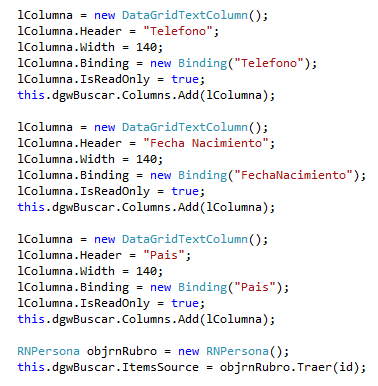 lColumna = new DataGridTextColumn();
lColumna.Header = "Telefono";
lColumna.Width = 140;
lColumna.Binding = new Binding("Telefono");
lColumna.IsReadOnly = true;
this.dgwBuscar.Columns.Add(lColumna);

lColumna = new DataGridTextColumn();
lColumna.Header = "Fecha Nacimiento";
lColumna.Width = 140;
lColumna.Binding = new Binding("FechaNacimiento");
lColumna.IsReadOnly = true;
this.dgwBuscar.Columns.Add(lColumna);

lColumna = new DataGridTextColumn();
lColumna.Header = "Pais";
lColumna.Width = 140;
lColumna.Binding = new Binding("Pais");
lColumna.IsReadOnly = true;
this.dgwBuscar.Columns.Add(lColumna);

RNPersona objrnRubro = new RNPersona();
this.dgwBuscar.ItemsSource = objrnRubro.Traer(id);